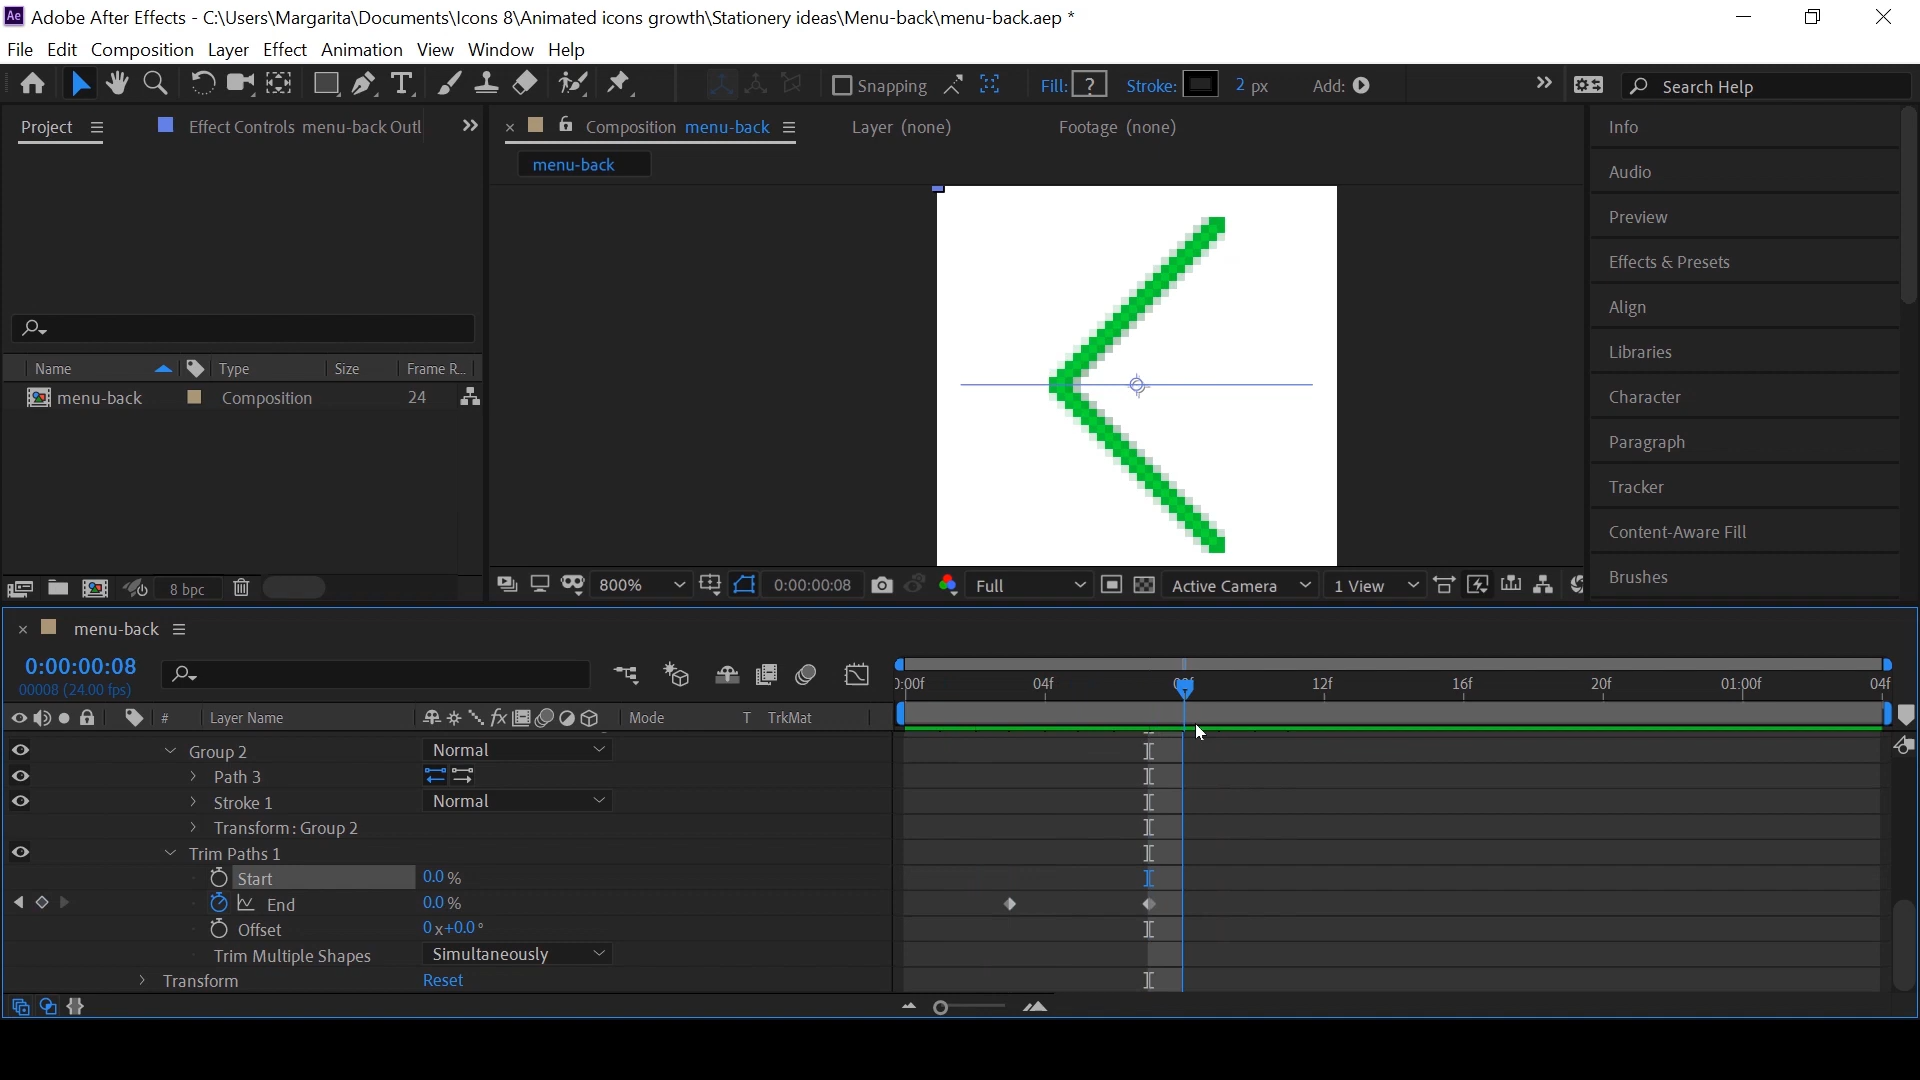 Ae Adobe After Effects - C:\Users\Margarita\Documents\Icons 8\Animated icons growth\Stationery ideas\Menu-back\menu-back.aep *
File Edit Composition Layer Effect Animation View Window Help
Snapping Fill: ? Stroke: 2 px Add: Search Help
Project Effect Controls menu-back Outl Composition menu-back Layer (none) Footage (none)
menu-back
Info
Audio
Preview
Effects & Presets
Align
Libraries
Character
Paragraph
Tracker
Content-Aware Fill
Brushes
Name Type Size Frame R...
menu-back Composition 24
8 bpc
800% 0:00:00:08 Full Active Camera 1 View
menu-back
0:00:00:08
00008 (24.00 fps)
04f 12f 16f 20f 01:00f 04f
# Layer Name Mode T TrkMat
Group 2 Normal
Path 3
Stroke 1 Normal
Transform: Group 2
Trim Paths 1
Start 0.0 %
End 0.0 %
Offset 0 x+0.0 °
Trim Multiple Shapes Simultaneously
Transform Reset